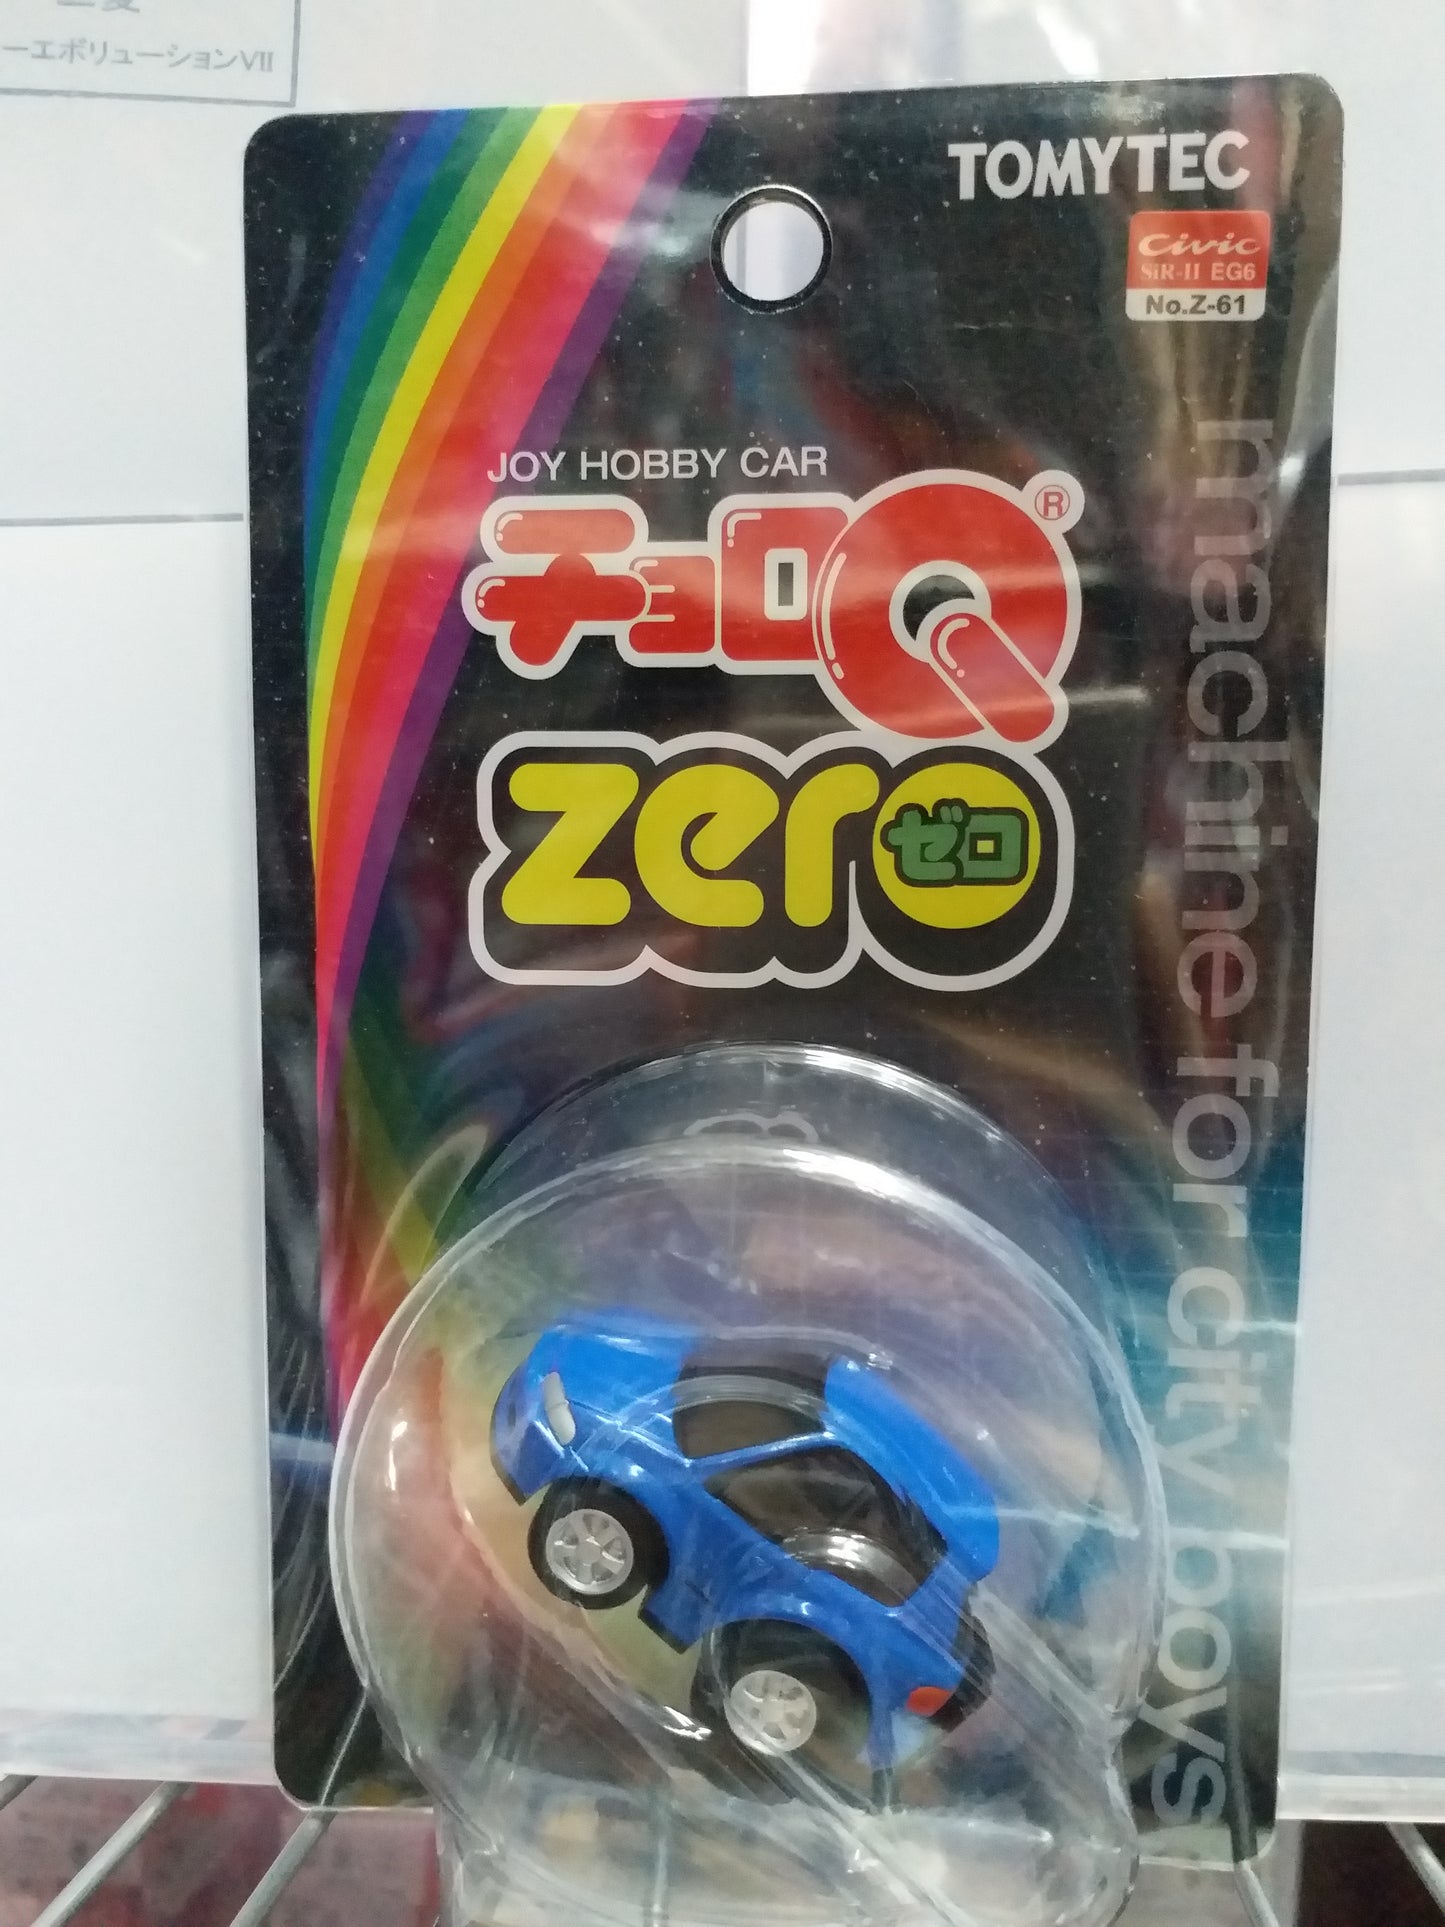 ーエボリューションVII
TOMYTEC
Civic
SiR-II EG6
No.Z-61
JOY HOBBY CAR
チョロQ®
zero
ゼロ
machine for city boys